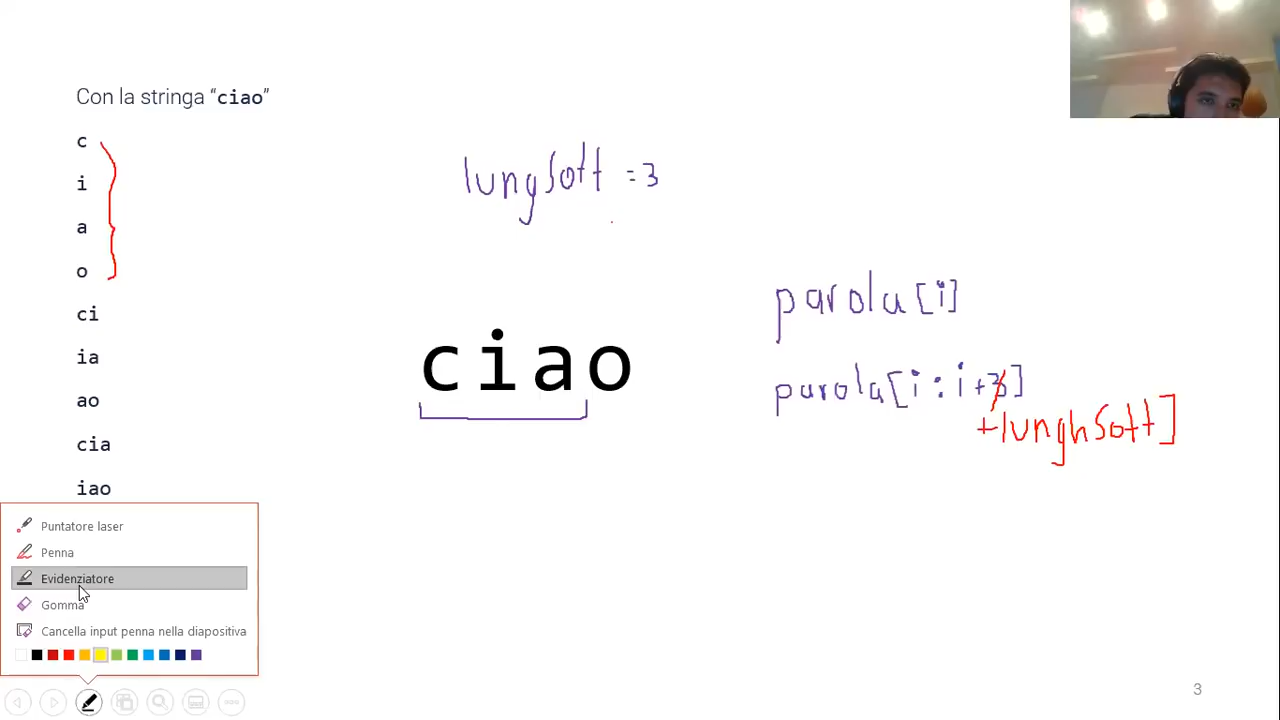 Con la stringa “ciao”
c
i
a
o
ci
ia
ao
cia
iao
lungSott =3
ciao
parola[i]
parola[i:i+3]
+lunghSott]
Puntatore laser
Penna
Evidenziatore
Gomma
Cancella input penna nella diapositiva
3